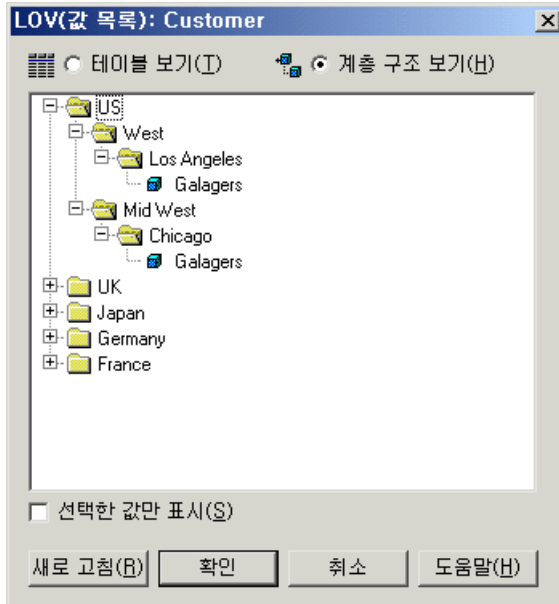 LOV(값 목록): Customer
테이블 보기(T) 계층 구조 보기(H)
US
West
Los Angeles
Galagers
Mid West
Chicago
Galagers
UK
Japan
Germany
France
선택한 값만 표시(S)
새로 고침(R) 확인 취소 도움말(H)